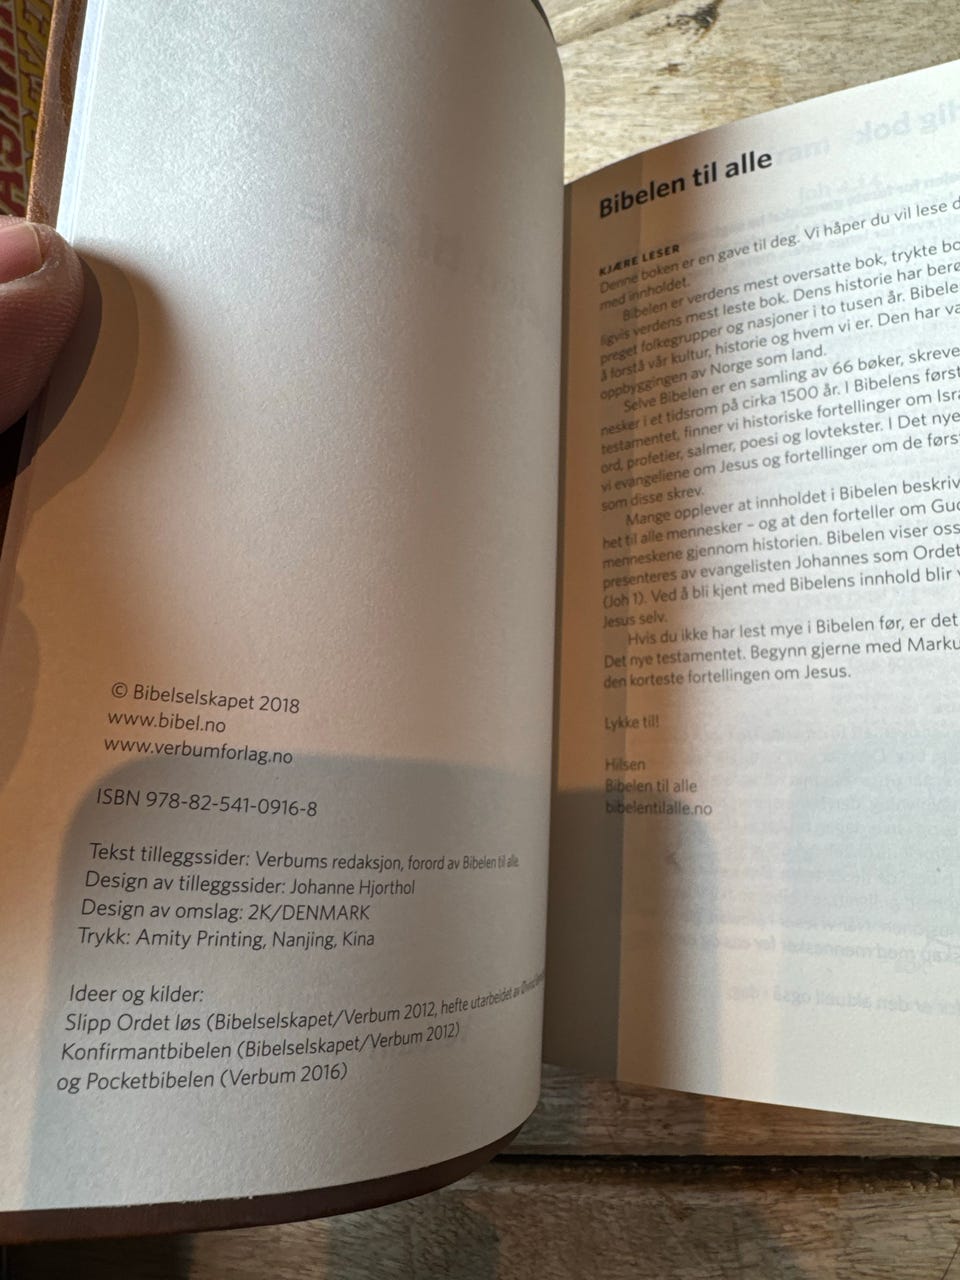 © Bibelselskapet 2018
www.bibel.no
www.verbumforlag.no
ISBN 978-82-541-0916-8
Tekst tilleggssider: Verbums redaksjon, forord av Bibelen til alle
Design av tilleggssider: Johanne Hjorthol
Design av omslag: 2K/DENMARK
Trykk: Amity Printing, Nanjing, Kina
Ideer og kilder:
Slipp Ordet løs (Bibelselskapet/Verbum 2012, hefte utarbeidet av
Konfirmantbibelen (Bibelselskapet/Verbum 2012)
og Pocketbibelen (Verbum 2016)
Bibelen til alle
KJÆRE LESER
Denne boken er en gave til deg. Vi håper du vil lese d
med innholdet.
Bibelen er verdens mest oversatte bok, trykte bo
ligvis verdens mest leste bok. Dens historie har berø
preget folkegrupper og nasjoner i to tusen år. Bibele
å forstå vår kultur, historie og hvem vi er. Den har va
oppbyggingen av Norge som land.
Selve Bibelen er en samling av 66 bøker, skreve
nesker i et tidsrom på cirka 1500 år. I Bibelens først
testamentet, finner vi historiske fortellinger om Isra
ord, profetier, salmer, poesi og lovtekster. I Det nye
vi evangeliene om Jesus og fortellinger om de førs
som disse skrev.
Mange opplever at innholdet i Bibelen beskriv
het til alle mennesker – og at den forteller om Gud
menneskene gjennom historien. Bibelen viser oss
presenteres av evangelisten Johannes som Ordet
(Joh 1). Ved å bli kjent med Bibelens innhold blir v
Jesus selv.
Hvis du ikke har lest mye i Bibelen før, er det
Det nye testamentet. Begynn gjerne med Marku
den korteste fortellingen om Jesus.
Lykke til!
Hilsen
Bibelen til alle
bibelentilalle.no